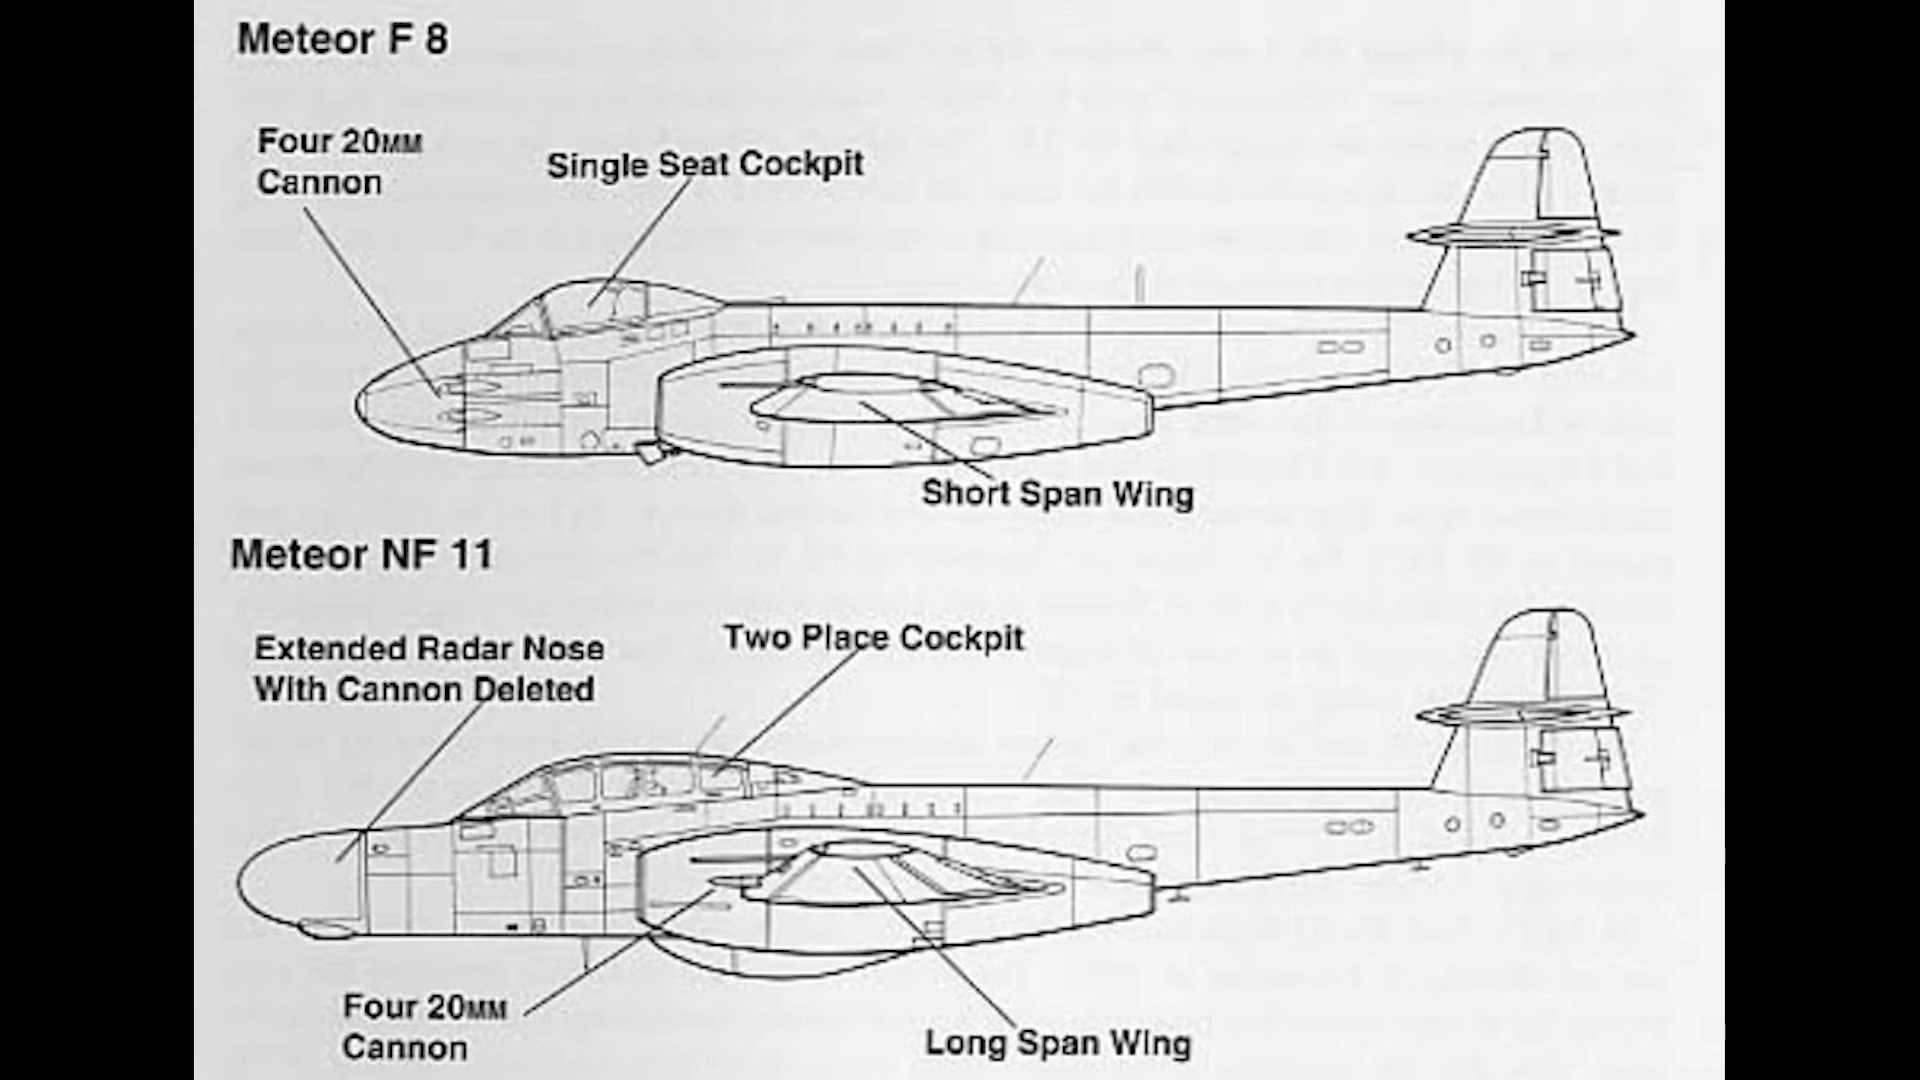 Meteor F 8
Four 20MM
Cannon
Single Seat Cockpit
Short Span Wing
Meteor NF 11
Extended Radar Nose
With Cannon Deleted
Two Place Cockpit
Four 20MM
Cannon
Long Span Wing